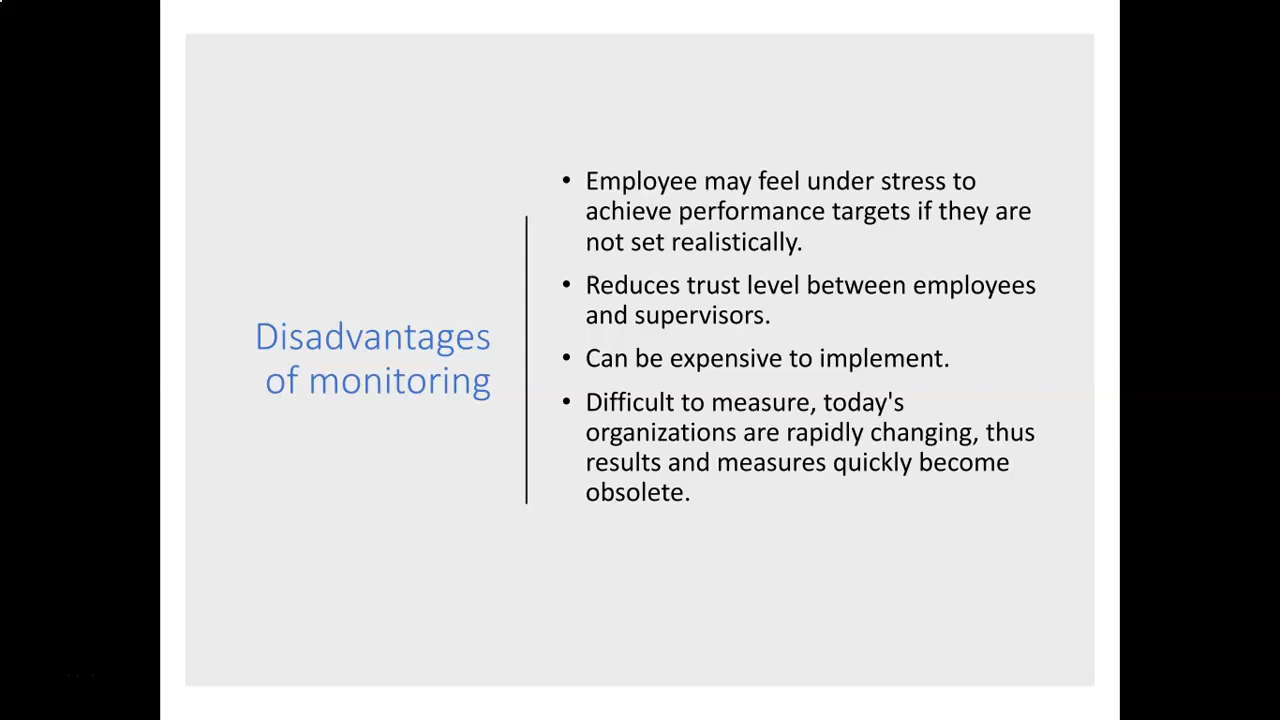 Disadvantages
of monitoring
• Employee may feel under stress to
achieve performance targets if they are
not set realistically.
• Reduces trust level between employees
and supervisors.
• Can be expensive to implement.
• Difficult to measure, today's
organizations are rapidly changing, thus
results and measures quickly become
obsolete.